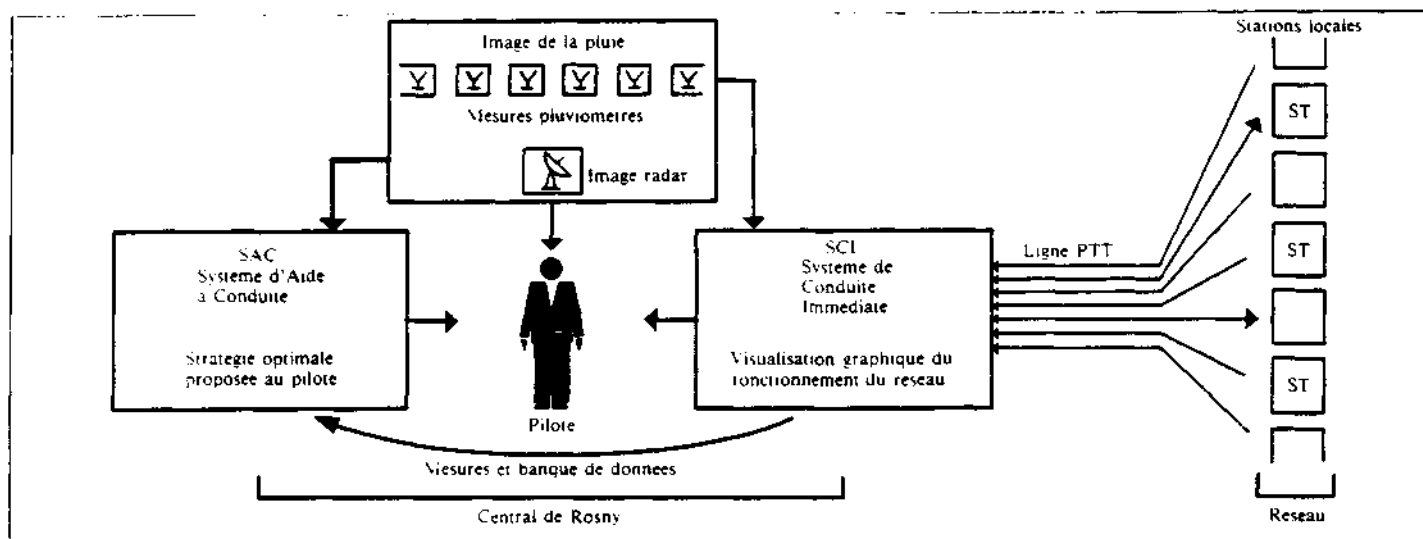 Stations locales
Image de la pluie
Mesures pluviometres
Image radar
SAC
Systeme d'Aide
à Conduite
Stratégie optimale
proposée au pilote
Pilote
SCI
Systeme de
Conduite
Immediate
Visualisation graphique du
fonctionnement du reseau
Ligne PTT
ST
ST
ST
Mesures et banque de donnees
Central de Rosny
Reseau